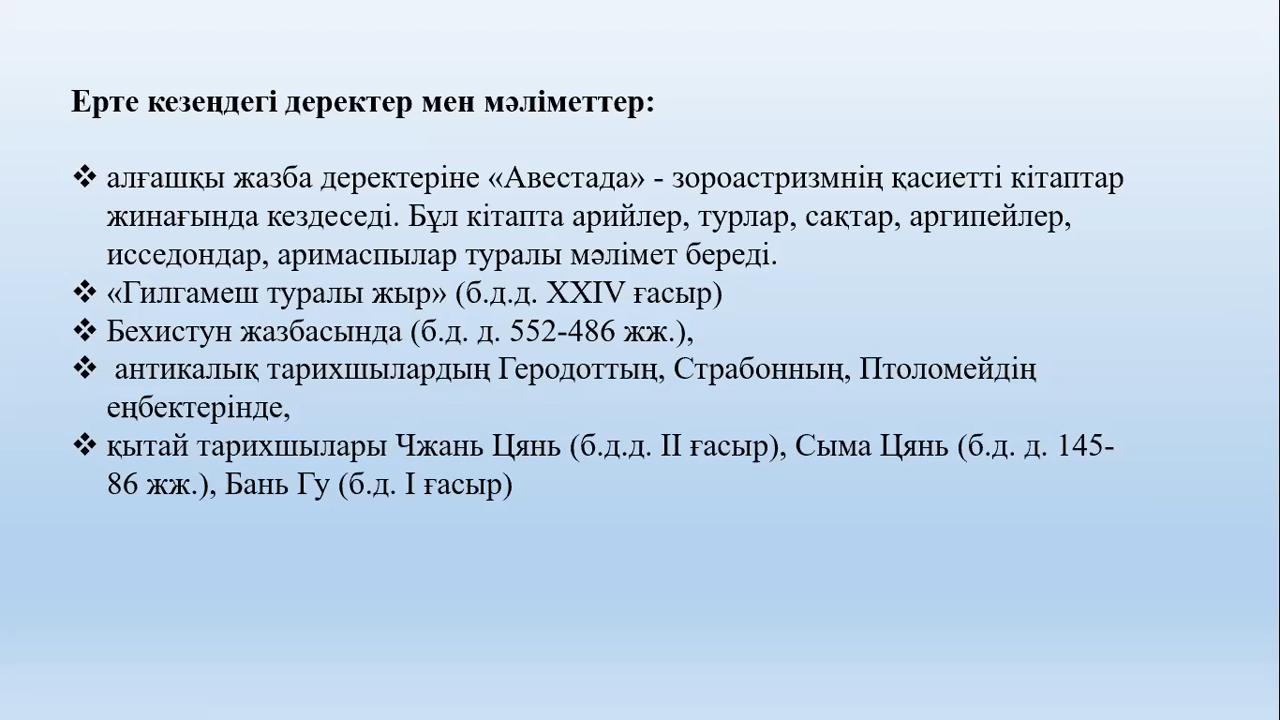 Ерте кезеңдегі деректер мен мәліметтер:
❖ алғашқы жазба деректеріне «Авестада» - зороастризмнің қасиетті кітаптар
жинағында кездеседі. Бұл кітапта арийлер, турлар, сақтар, аргипейлер,
исседондар, аримаспылар туралы мәлімет береді.
❖ «Гилгамеш туралы жыр» (б.д.д. XXIV ғасыр)
❖ Бехистун жазбасында (б.д. д. 552-486 жж.),
❖ антикалық тарихшылардың Геродоттың, Страбонның, Птоломейдің
еңбектерінде,
❖ қытай тарихшылары Чжань Цянь (б.д.д. II ғасыр), Сыма Цянь (б.д. д. 145-
86 жж.), Бань Гу (б.д. I ғасыр)